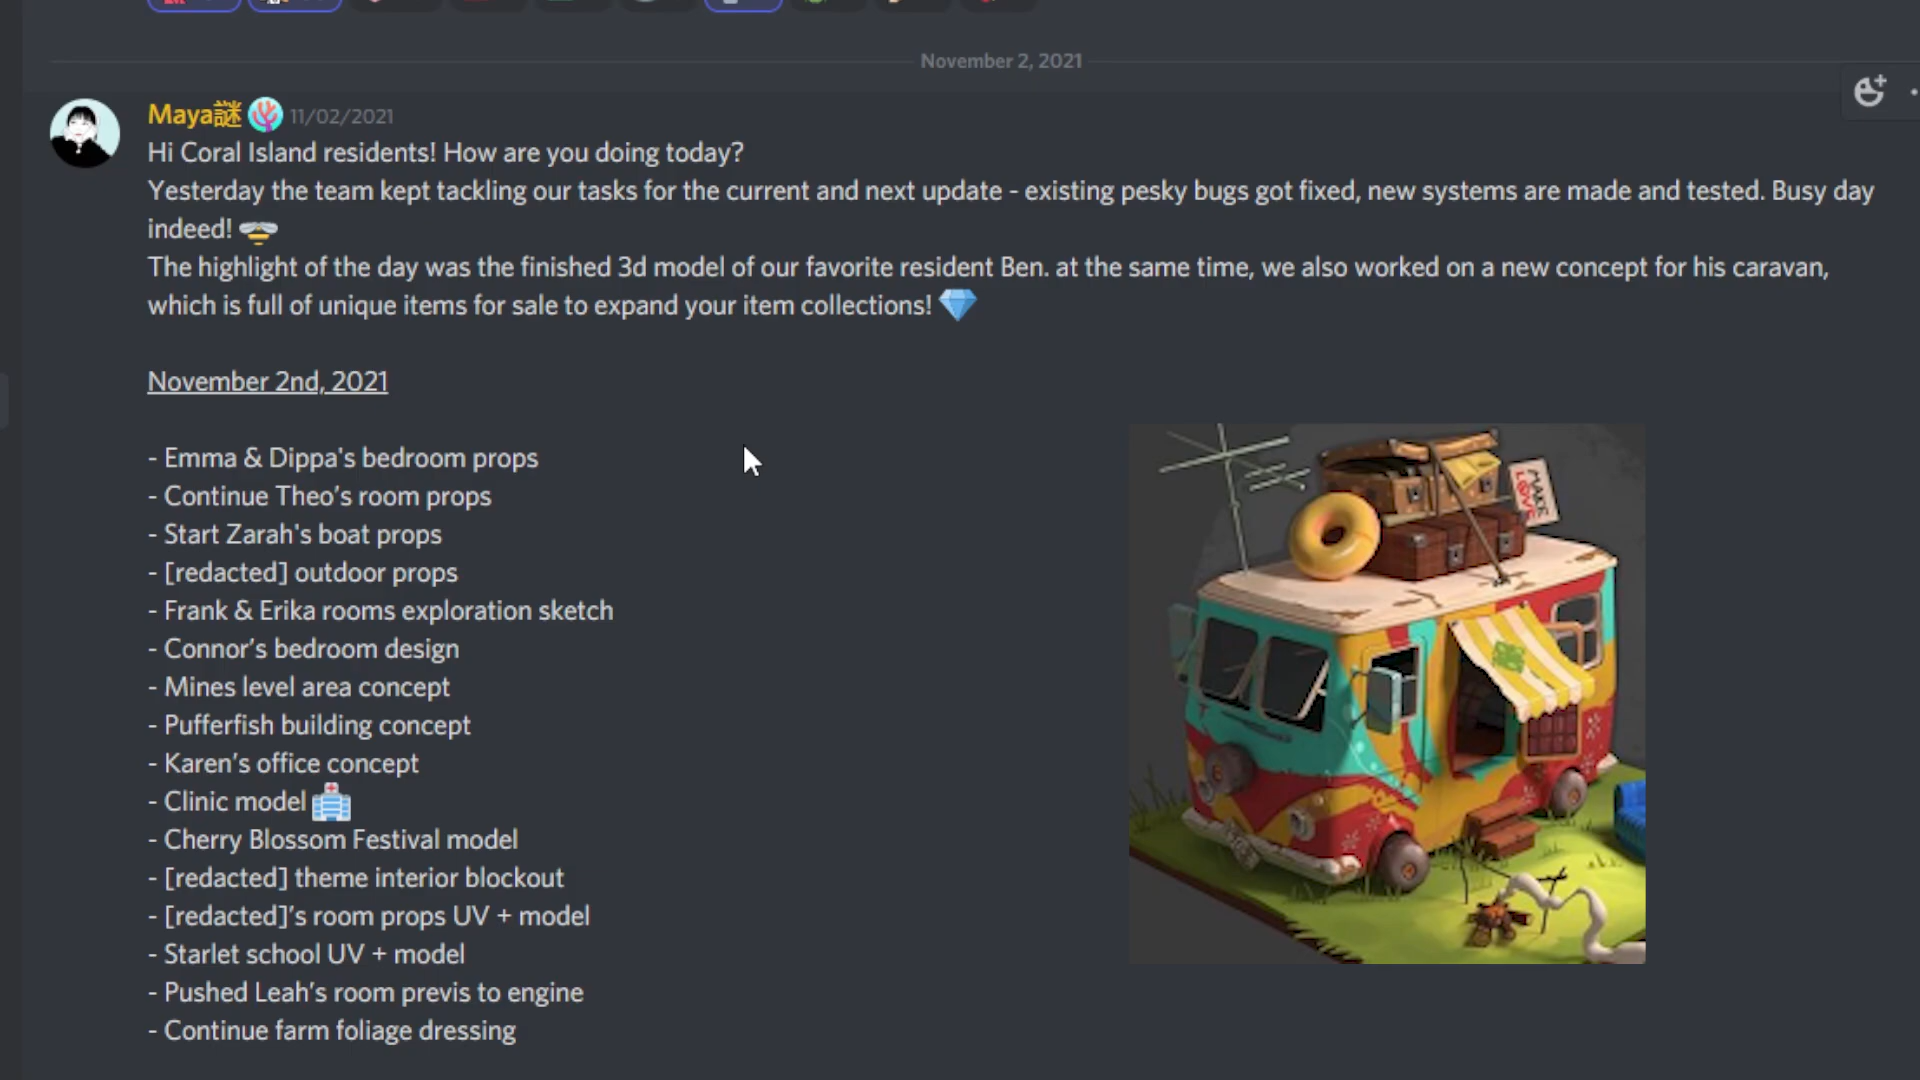 November 2, 2021
Maya謎 11/02/2021
Hi Coral Island residents! How are you doing today?
Yesterday the team kept tackling our tasks for the current and next update - existing pesky bugs got fixed, new systems are made and tested. Busy day
indeed!
The highlight of the day was the finished 3d model of our favorite resident Ben. at the same time, we also worked on a new concept for his caravan,
which is full of unique items for sale to expand your item collections!
November 2nd, 2021
- Emma & Dippa's bedroom props
- Continue Theo’s room props
- Start Zarah's boat props
- [redacted] outdoor props
- Frank & Erika rooms exploration sketch
- Connor’s bedroom design
- Mines level area concept
- Pufferfish building concept
- Karen’s office concept
- Clinic model
- Cherry Blossom Festival model
- [redacted] theme interior blockout
- [redacted]’s room props UV + model
- Starlet school UV + model
- Pushed Leah’s room previs to engine
- Continue farm foliage dressing
MAKE
LOVE